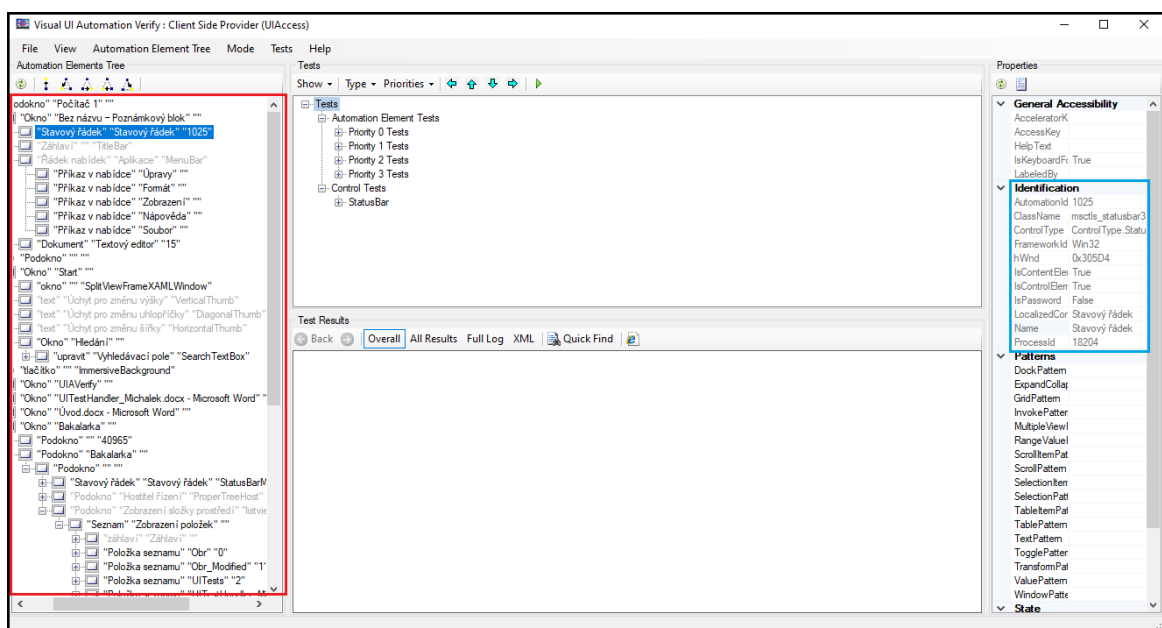 Visual UI Automation Verify : Client Side Provider (UIAccess)
File View Automation Element Tree Mode Tests Help
Automation Elements Tree
odokno" "Počítač 1" ""
"Okno" "Bez názvu – Poznámkový blok" ""
"Stavový řádek" "Stavový řádek" "1025"
"Záhlaví" "" "TitleBar"
"Řádek nabídek" "Aplikace" "MenuBar"
"Příkaz v nabídce" "Úpravy" ""
"Příkaz v nabídce" "Formát" ""
"Příkaz v nabídce" "Zobrazení" ""
"Příkaz v nabídce" "Nápověda" ""
"Příkaz v nabídce" "Soubor" ""
"Dokument" "Textový editor" "15"
"Podokno" "" ""
"Okno" "Start" ""
"okno" "" "SplitViewFrameXAMLWindow"
"text" "Úchyt pro změnu výšky" "VerticalThumb"
"text" "Úchyt pro změnu uhlopříčky" "DiagonalThumb"
"text" "Úchyt pro změnu šířky" "HorizontalThumb"
"Okno" "Hledání" ""
"upravit" "Vyhledávací pole" "SearchTextBox"
"tlačítko" "" "ImmersiveBackground"
"Okno" "UIAVerify" ""
"Okno" "UITestHandler_Michalek.docx - Microsoft Word" "
"Okno" "Úvod.docx - Microsoft Word" ""
"Okno" "Bakalarka" ""
"Podokno" "" "40965"
"Podokno" "Bakalarka" ""
"Podokno" "" ""
"Stavový řádek" "Stavový řádek" "StatusBarM
"Podokno" "Hostitel řízení" "ProperTreeHost"
"Podokno" "Zobrazení složky prostředí" "listvie
"Seznam" "Zobrazení položek" ""
"záhlaví" "Záhlaví" ""
"Položka seznamu" "Obr" "0"
"Položka seznamu" "Obr_Modified" "1"
"Položka seznamu" "UITests" "2"
Tests
Show Type Priorities
Tests
Automation Element Tests
Priority 0 Tests
Priority 1 Tests
Priority 2 Tests
Priority 3 Tests
Control Tests
StatusBar
Test Results
Back Overall All Results Full Log XML Quick Find
Properties
General Accessibility
AcceleratorK
AccessKey
HelpText
IsKeyboardFo True
LabeledBy
Identification
AutomationId 1025
ClassName msctls_statusbar3
ControlType ControlType.Statu
FrameworkId Win32
hWnd 0x305D4
IsContentEler True
IsControlElem True
IsPassword False
LocalizedCor Stavový řádek
Name Stavový řádek
ProcessId 18204
Patterns
DockPattern
ExpandCollap
GridPattern
InvokePatter
MultipleViewI
RangeValueI
ScrollItemPat
ScrollPattern
SelectionItem
SelectionPatt
TableItemPat
TablePattern
TextPattern
TogglePatter
TransformPat
ValuePattern
WindowPatte
State